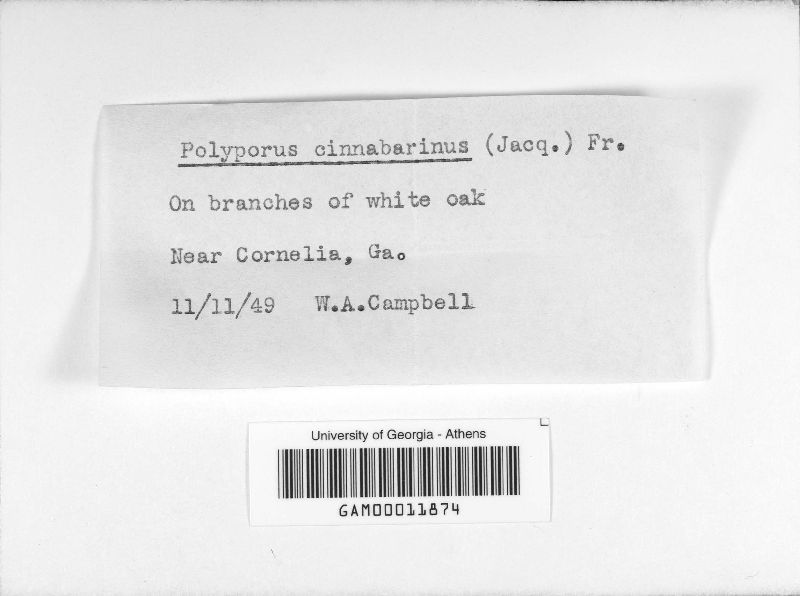 Polyporus cinnabarinus (Jacq.) Fr.
On branches of white oak
Near Cornelia, Ga.
11/11/49 W.A.Campbell
University of Georgia - Athens
GAM00011874